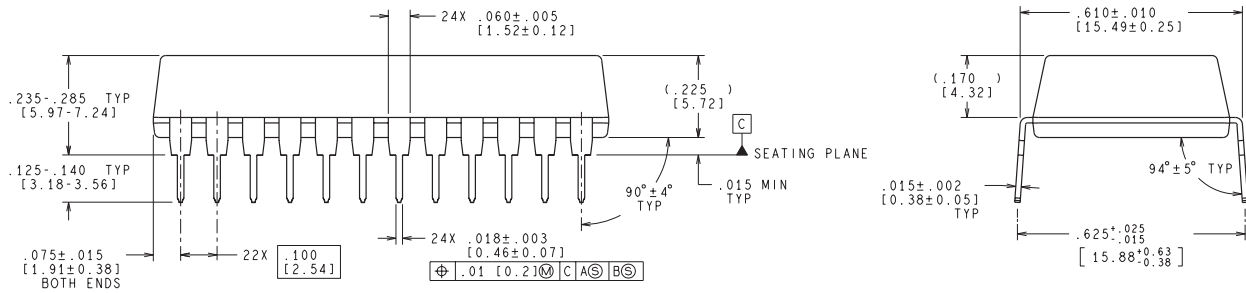 24X .060±.005
[1.52±0.12]
.610±.010
[15.49±0.25]
.235-.285 TYP
[5.97-7.24]
(.225 )
[5.72]
(.170 )
[4.32]
C
SEATING PLANE
.125-.140 TYP
[3.18-3.56]
90°±4°
TYP
.015 MIN
TYP
94°±5° TYP
.015±.002
[0.38±0.05]
TYP
.075±.015
[1.91±0.38]
BOTH ENDS
22X .100
[2.54]
24X .018±.003
[0.46±0.07]
⌖ .01 [0.2]Ⓜ C AⓈ BⓈ
.625+.025
-.015
[ 15.88+0.63
-0.38 ]